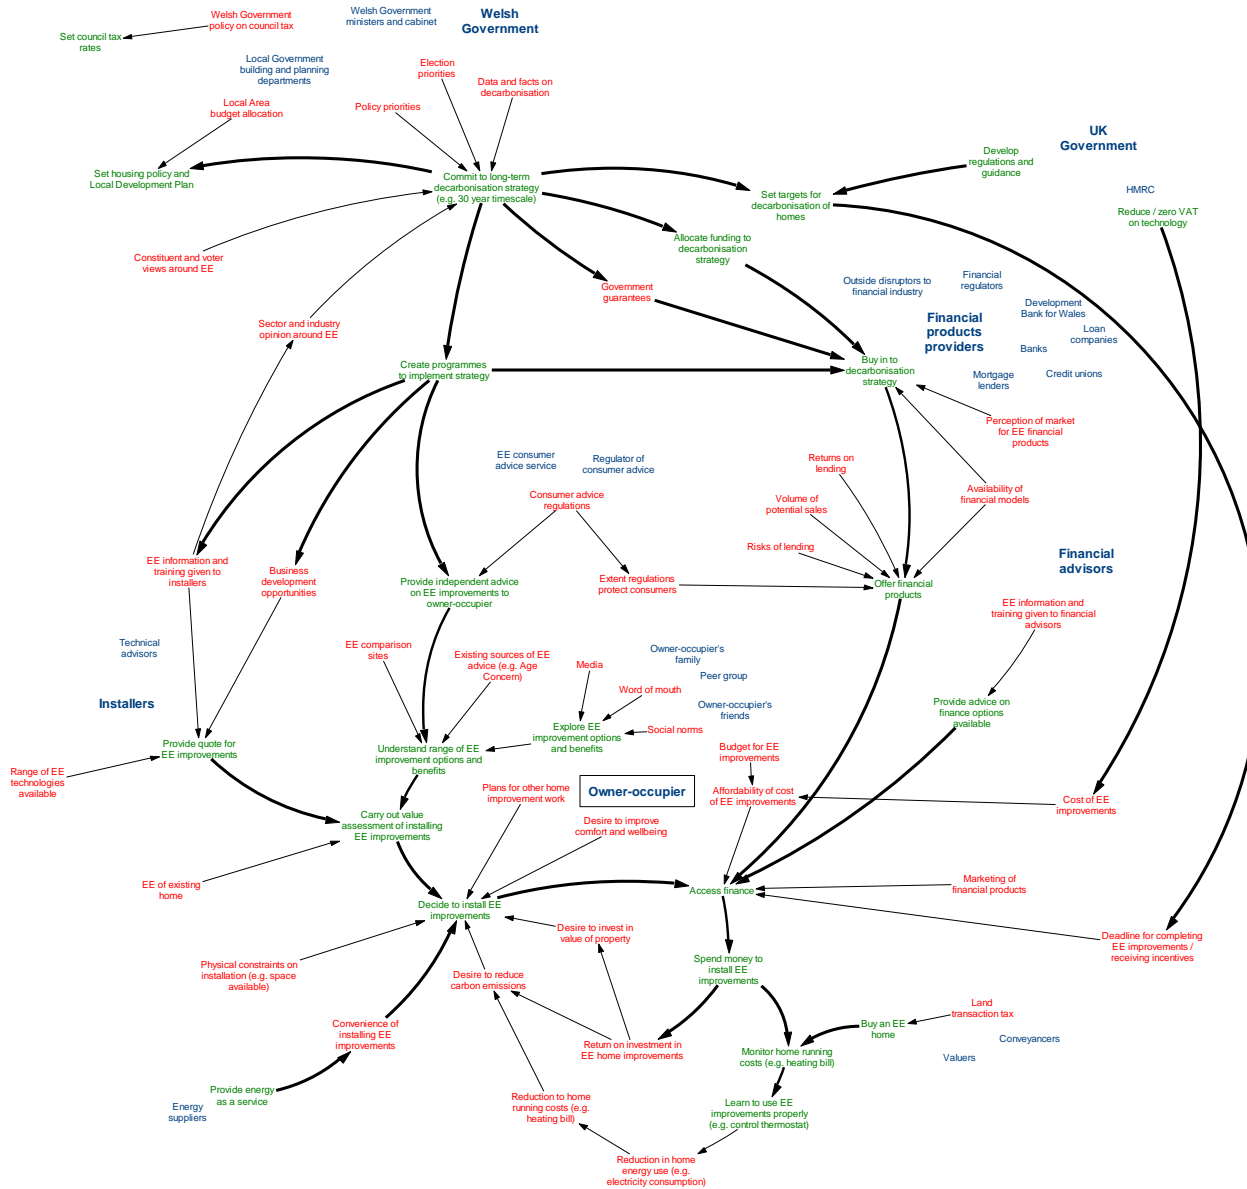 Welsh Government
policy on council tax
Set council tax
rates
Welsh Government
ministers and cabinet
Welsh
Government
Local Government
building and planning
departments
Election
priorities
Data and facts on
decarbonisation
Local Area
budget allocation
Policy priorities
UK
Government
Set housing policy and
Local Development Plan
Commit to long-term
decarbonisation strategy
(e.g. 30 year timescale)
Develop
regulations and
guidance
Set targets for
decarbonisation of
homes
HMRC
Reduce / zero VAT
on technology
Constituent and voter
views around EE
Allocate funding to
decarbonisation
strategy
Government
guarantees
Outside disruptors to
financial industry
Financial
regulators
Development
Bank for Wales
Financial
products
providers
Loan
companies
Banks
Mortgage
lenders
Credit unions
Sector and industry
opinion around EE
Create programmes
to implement strategy
Buy in to
decarbonisation
strategy
Perception of market
for EE financial
products
EE consumer
advice service
Regulator of
consumer advice
Returns on
lending
Consumer advice
regulations
Volume of
potential sales
Availability of
financial models
Risks of lending
EE information and
training given to
installers
Business
development
opportunities
Provide independent advice
on EE improvements to
owner-occupier
Extent regulations
protect consumers
Offer financial
products
Financial
advisors
EE information and
training given to financial
advisors
Technical
advisors
EE comparison
sites
Existing sources of EE
advice (e.g. Age
Concern)
Media
Owner-occupier's
family
Peer group
Word of mouth
Owner-occupier's
friends
Installers
Provide advice on
finance options
available
Provide quote for
EE improvements
Understand range of EE
improvement options and
benefits
Explore EE
improvement options
and benefits
Social norms
Range of EE
technologies
available
Budget for EE
improvements
Plans for other home
improvement work
Owner-occupier
Affordability of cost
of EE improvements
Cost of EE
improvements
Carry out value
assessment of installing
EE improvements
Desire to improve
comfort and wellbeing
EE of existing
home
Decide to install EE
improvements
Access finance
Marketing of
financial products
Desire to invest in
value of property
Deadline for completing
EE improvements /
receiving incentives
Physical constraints on
installation (e.g. space
available)
Desire to reduce
carbon emissions
Spend money to
install EE
improvements
Convenience of
installing EE
improvements
Return on investment in
EE home improvements
Monitor home running
costs (e.g. heating bill)
Buy an EE
home
Land
transaction tax
Conveyancers
Valuers
Provide energy
as a service
Energy
suppliers
Reduction to home
running costs (e.g.
heating bill)
Learn to use EE
improvements properly
(e.g. control thermostat)
Reduction in home
energy use (e.g.
electricity consumption)